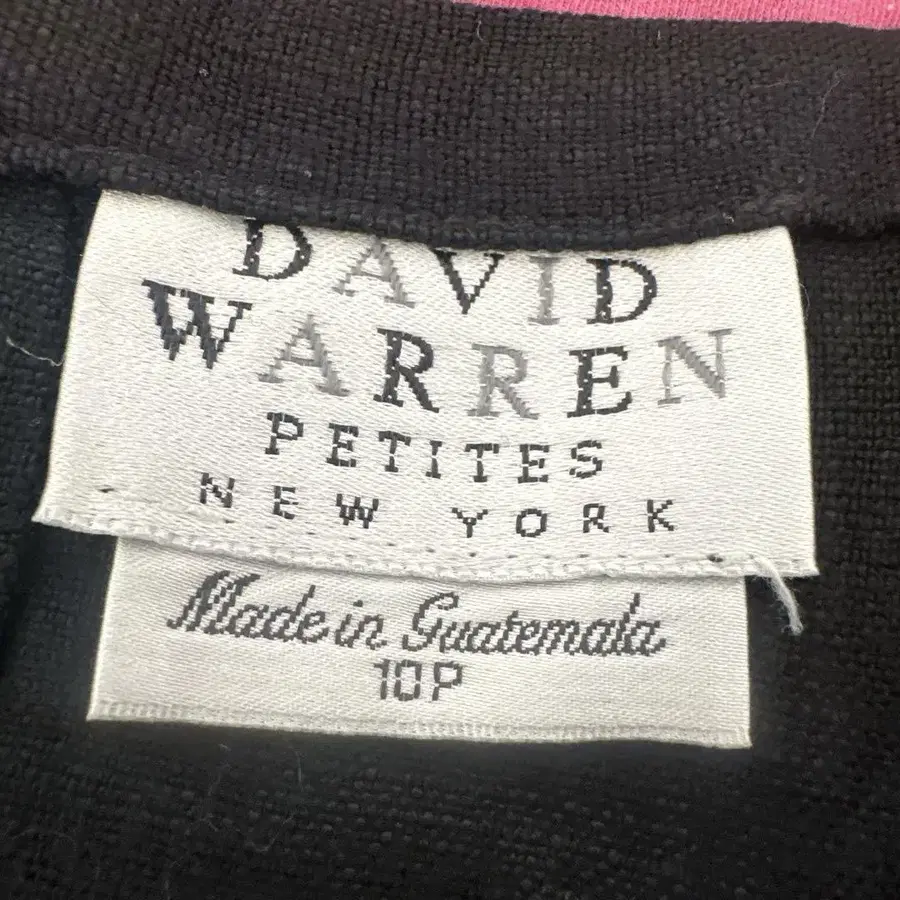 DAVID
WARREN
PETITES
NEW YORK
Made in Guatemala
10P